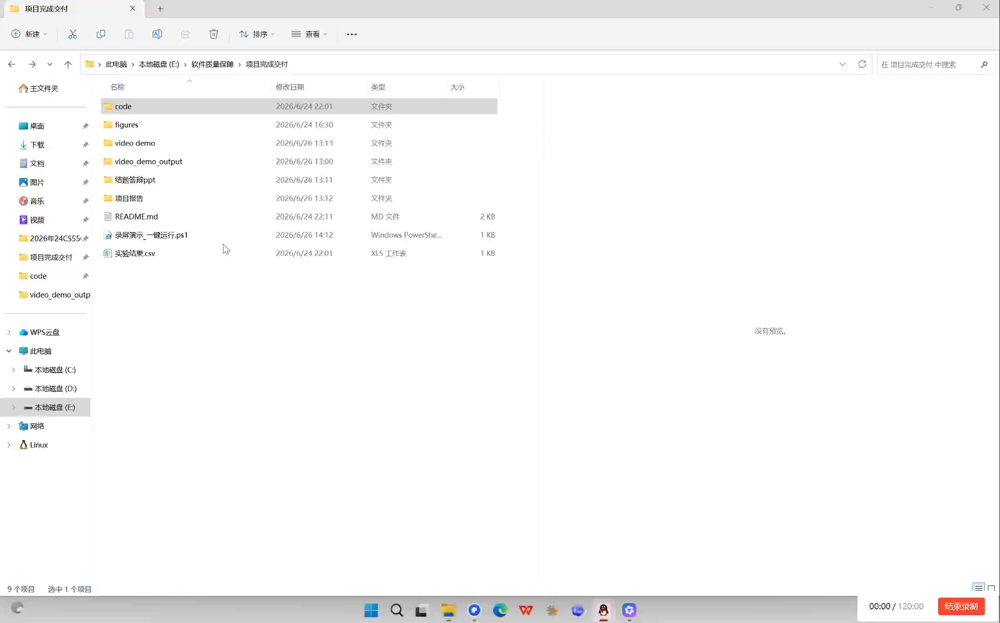 项目完成交付
新建
排序
查看
此电脑
本地磁盘 (E:)
软件质量保障
项目完成交付
在 项目完成交付 中搜索
主文件夹
名称 修改日期 类型 大小
code 2026/6/24 22:01 文件夹
figures 2026/6/24 16:30 文件夹
video demo 2026/6/26 13:13 文件夹
video_demo_output 2026/6/26 13:00 文件夹
结题答辩ppt 2026/6/26 13:11 文件夹
项目报告 2026/6/26 13:12 文件夹
README.md 2026/6/24 22:11 MD 文件 2 KB
录屏演示_一键运行.ps1 2026/6/26 14:12 Windows PowerShe... 1 KB
实验结果.csv 2026/6/24 22:01 XLS 工作表 1 KB
桌面
下载
文档
图片
音乐
视频
2026年24CS55
项目完成交付
code
video_demo_outp
WPS云盘
此电脑
本地磁盘 (C:)
本地磁盘 (D:)
本地磁盘 (E:)
网络
Linux
没有预览。
9 个项目 选中 1 个项目
00:00 / 120:00
结束录制